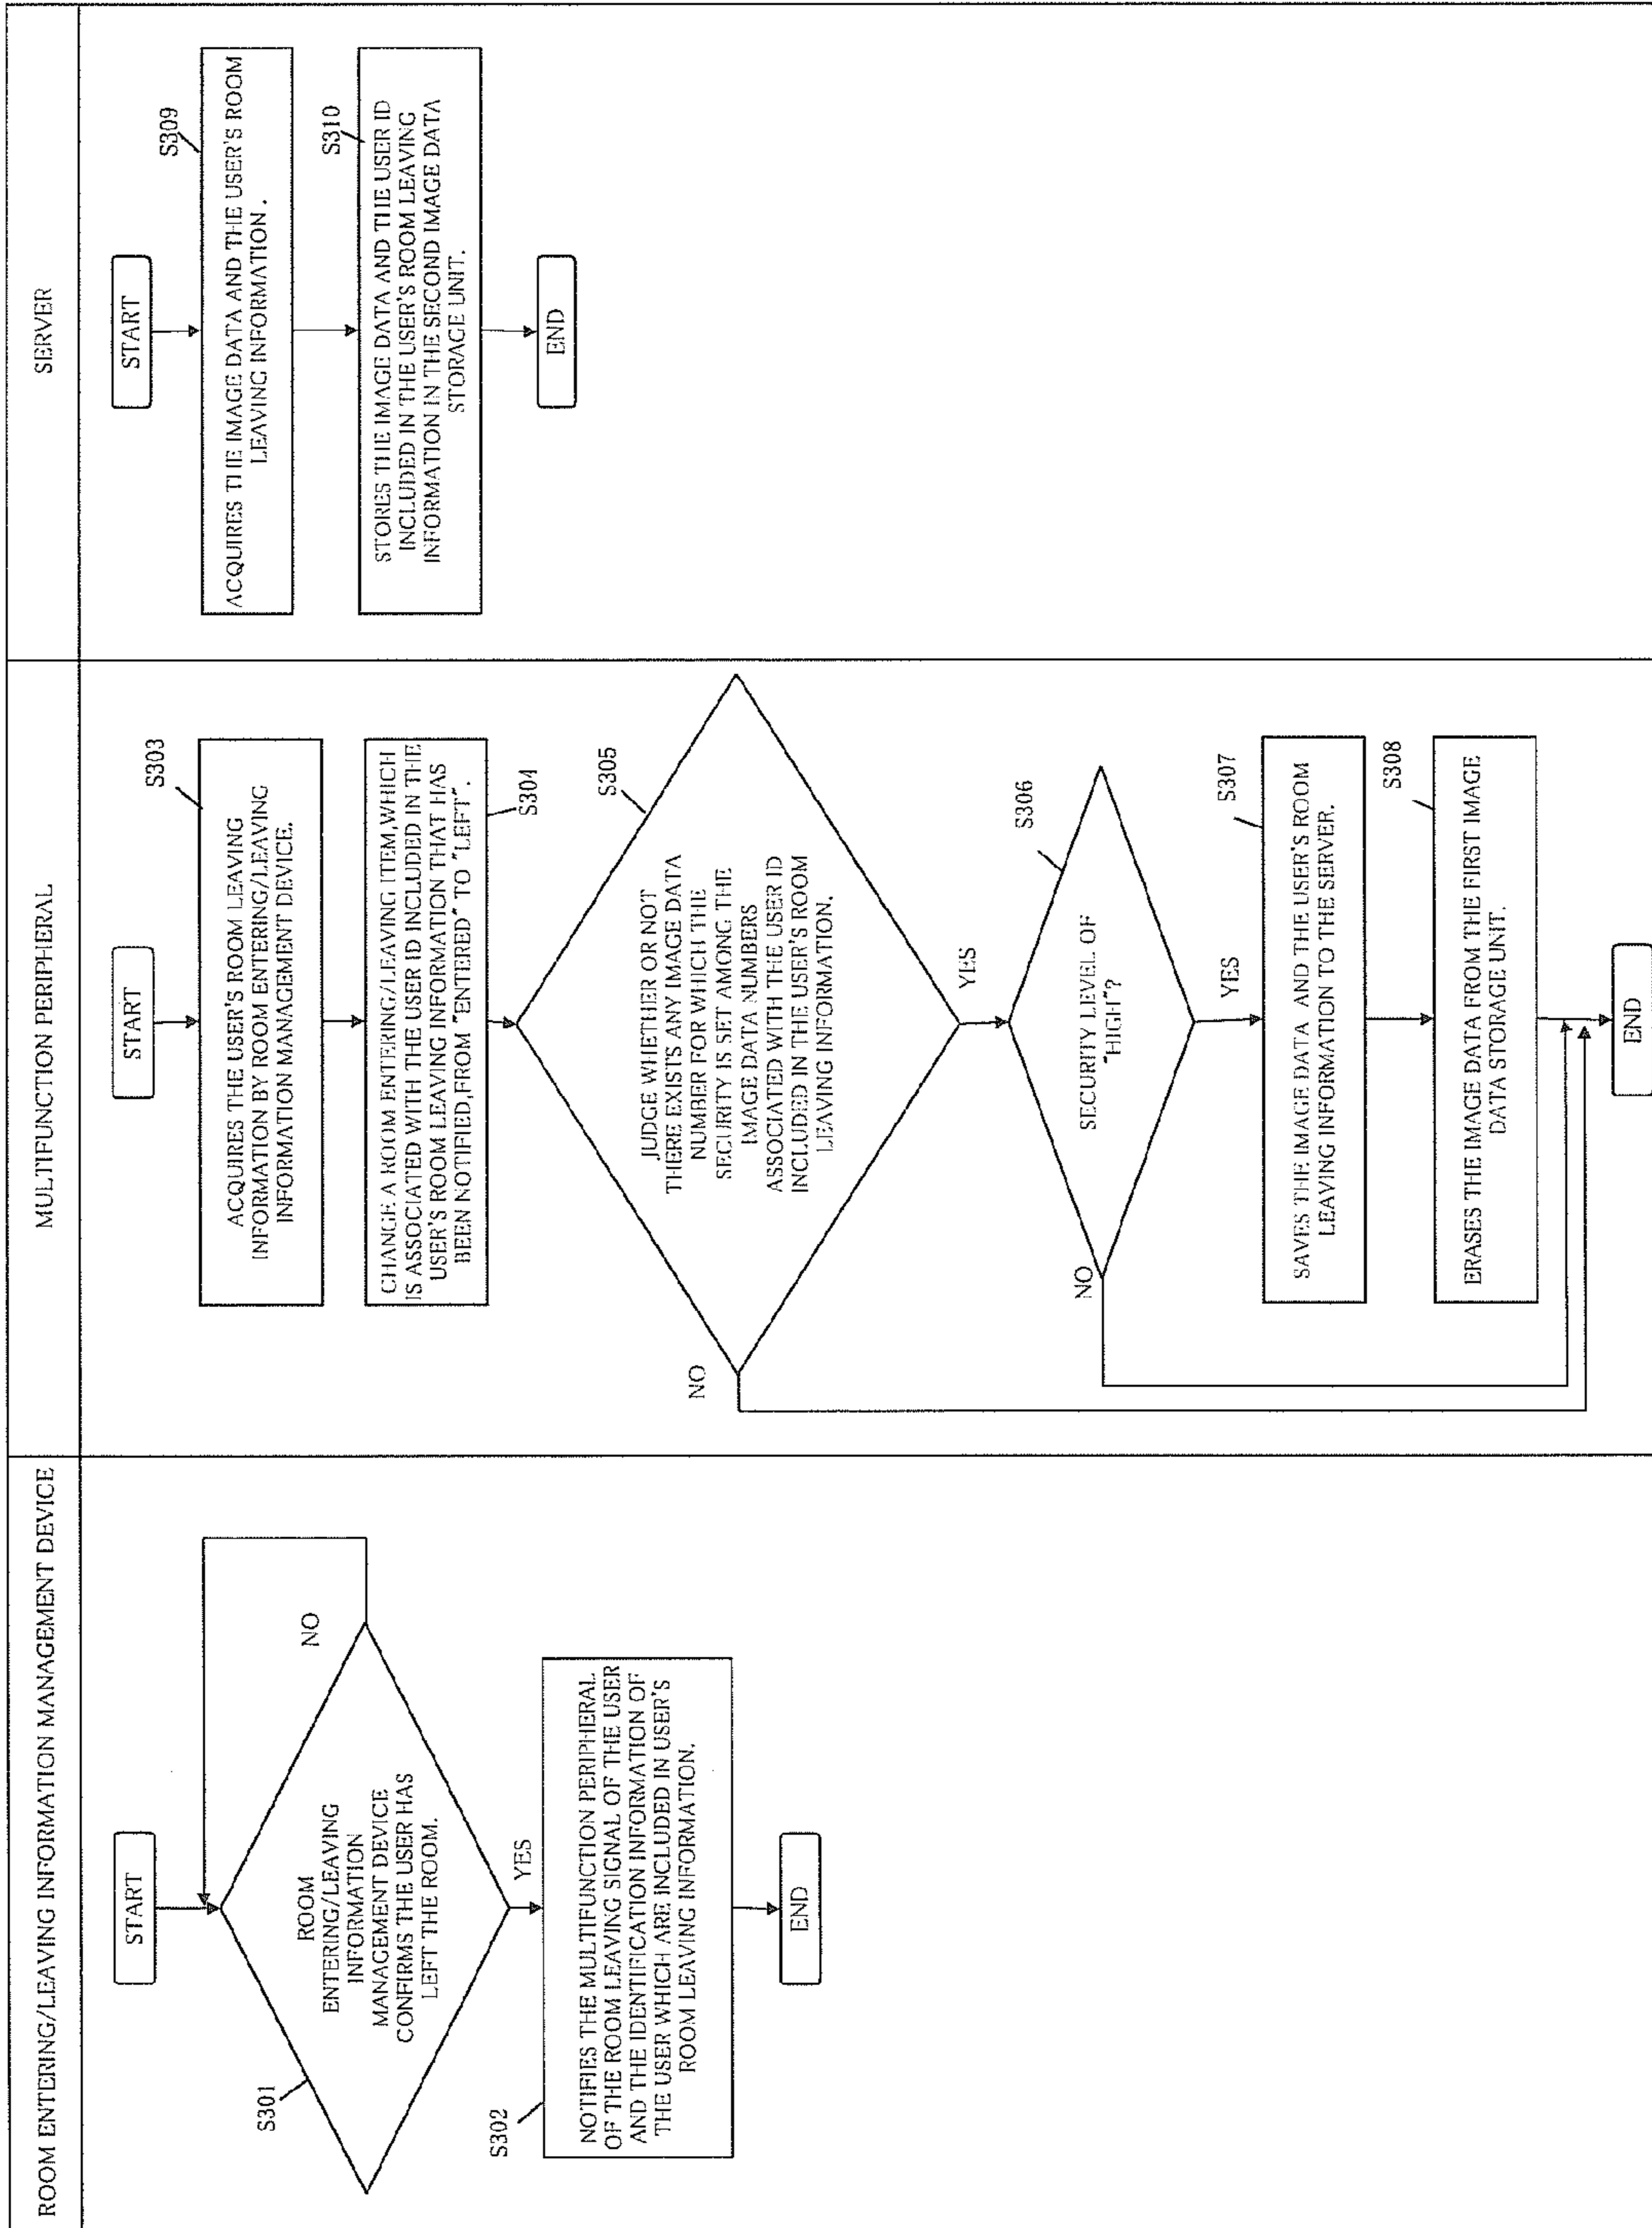 ROOM ENTERING/LEAVING INFORMATION MANAGEMENT DEVICE
START
S301
ROOM
ENTERING/LEAVING
INFORMATION
MANAGEMENT DEVICE
CONFIRMS THE USER HAS
LEFT THE ROOM.
NO
YES
S302
NOTIFIES THE MULTIFUNCTION PERIPHERAL
OF THE ROOM LEAVING SIGNAL OF THE USER
AND THE IDENTIFICATION INFORMATION OF
THE USER WHICH ARE INCLUDED IN USER'S
ROOM LEAVING INFORMATION.
END
MULTIFUNCTION PERIPHERAL
START
S303
ACQUIRES THE USER'S ROOM LEAVING
INFORMATION BY ROOM ENTERING/LEAVING
INFORMATION MANAGEMENT DEVICE.
CHANGE A ROOM ENTERING/LEAVING ITEM,WHICH
IS ASSOCIATED WITH THE USER ID INCLUDED IN THE
USER'S ROOM LEAVING INFORMATION THAT HAS
BEEN NOTIFIED,FROM "ENTERED" TO "LEFT".
S304
S305
JUDGE WHETHER OR NOT
THERE EXISTS ANY IMAGE DATA
NUMBER FOR WHICH THE
SECURITY IS SET AMONG THE
IMAGE DATA NUMBERS
ASSOCIATED WITH THE USER ID
INCLUDED IN THE USER'S ROOM
LEAVING INFORMATION.
NO
YES
S306
SECURITY LEVEL OF
"HIGH"?
NO
YES
S307
SAVES THE IMAGE DATA AND THE USER'S ROOM
LEAVING INFORMATION TO THE SERVER.
S308
ERASES THE IMAGE DATA FROM THE FIRST IMAGE
DATA STORAGE UNIT.
END
SERVER
START
S309
ACQUIRES THE IMAGE DATA AND THE USER'S ROOM
LEAVING INFORMATION.
S310
STORES THE IMAGE DATA AND THE USER ID
INCLUDED IN THE USER'S ROOM LEAVING
INFORMATION IN THE SECOND IMAGE DATA
STORAGE UNIT.
END